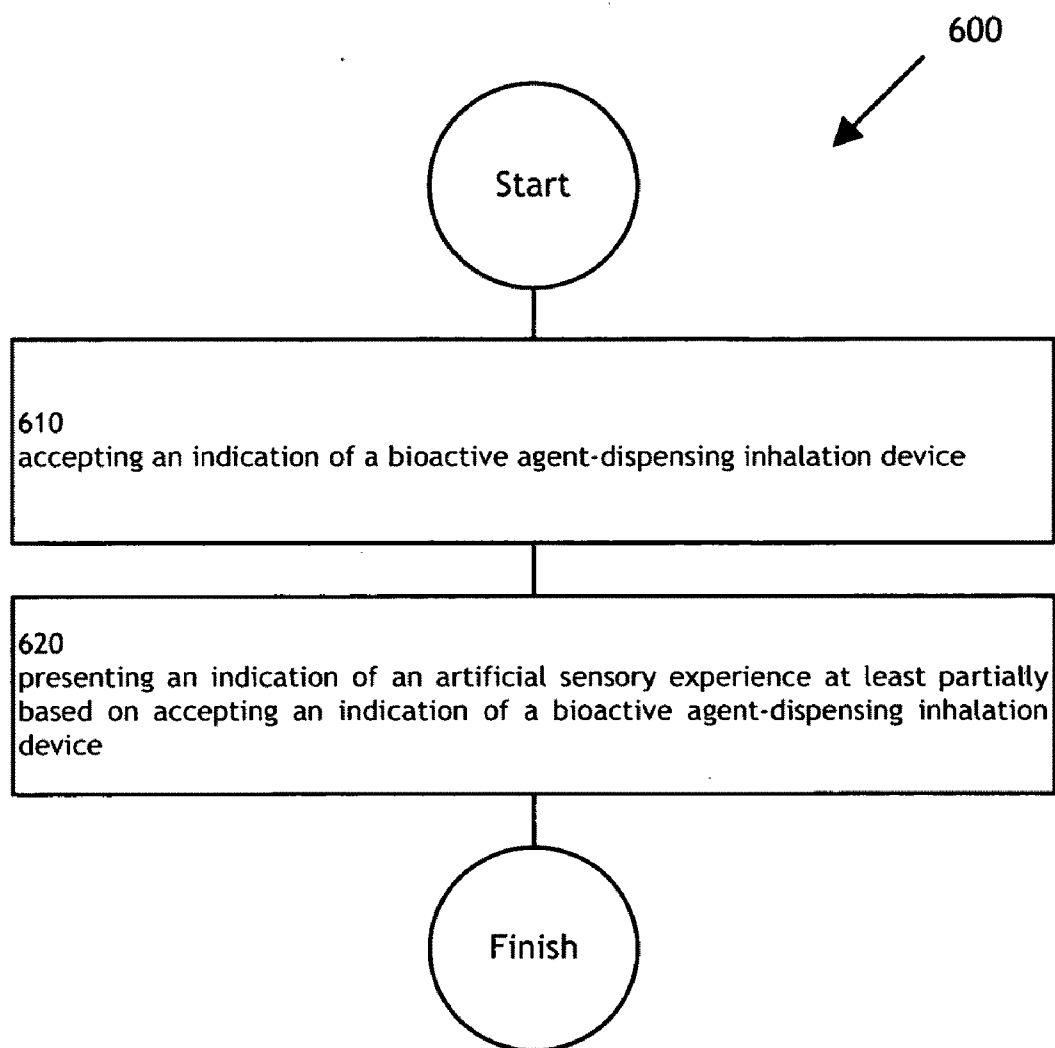 600
Start
610
accepting an indication of a bioactive agent-dispensing inhalation device
620
presenting an indication of an artificial sensory experience at least partially
based on accepting an indication of a bioactive agent-dispensing inhalation
device
Finish